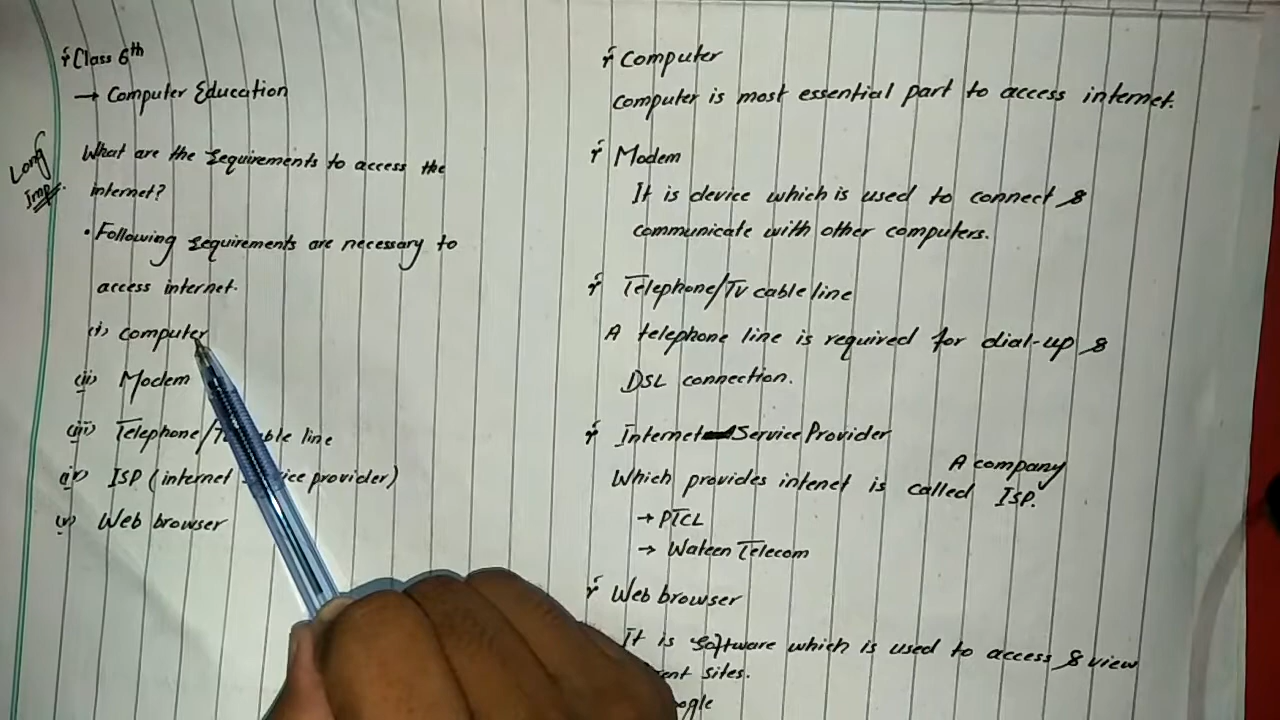 Class 6th
→ Computer Education
Long
Imp.
What are the requirements to access the
internet?
• Following requirements are necessary to
access internet.
(i) Computer
(ii) Modem
(iii) Telephone/ line
(iv) ISP (internet provider)
(v) Web browser
Computer
Computer is most essential part to access internet.
Modem
It is device which is used to connect &
communicate with other computers.
Telephone/TV cable line
A telephone line is required for dial-up &
DSL connection.
Internet Service Provider
A company
Which provides intenet is called ISP.
→ PTCL
→ Wateen Telecom
Web browser
It is software which is used to access & view
sites.